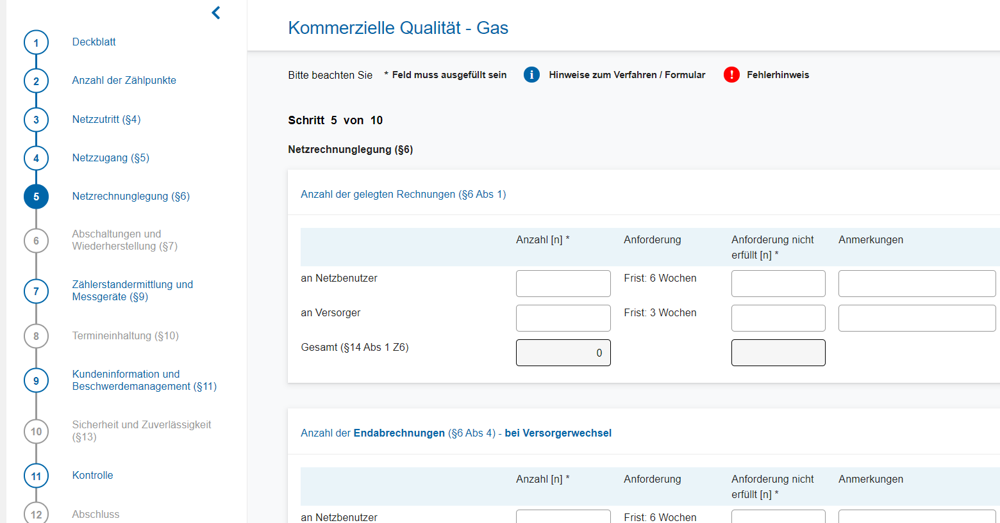 1 Deckblatt
2 Anzahl der Zählpunkte
3 Netzzutritt (§4)
4 Netzzugang (§5)
5 Netzrechnunglegung (§6)
6 Abschaltungen und
Wiederherstellung (§7)
7 Zählerstandermittlung und
Messgeräte (§9)
8 Termineinhaltung (§10)
9 Kundeninformation und
Beschwerdemanagement (§11)
10 Sicherheit und Zuverlässigkeit
(§13)
11 Kontrolle
12 Abschluss
Kommerzielle Qualität - Gas
Bitte beachten Sie * Feld muss ausgefüllt sein i Hinweise zum Verfahren / Formular ! Fehlerhinweis
Schritt 5 von 10
Netzrechnunglegung (§6)
Anzahl der gelegten Rechnungen (§6 Abs 1)
Anzahl [n] * Anforderung Anforderung nicht Anmerkungen
erfüllt [n] *
an Netzbenutzer Frist: 6 Wochen
an Versorger Frist: 3 Wochen
Gesamt (§14 Abs 1 Z6) 0
Anzahl der Endabrechnungen (§6 Abs 4) - bei Versorgerwechsel
Anzahl [n] * Anforderung Anforderung nicht Anmerkungen
erfüllt [n] *
an Netzbenutzer Frist: 6 Wochen